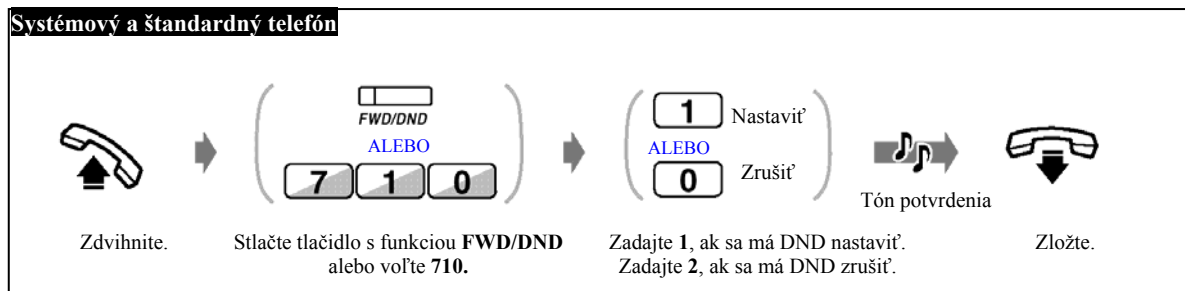 Systémový a štandardný telefón
FWD/DND
ALEBO
7 1 0
1 Nastaviť
ALEBO
0 Zrušiť
Tón potvrdenia
Zdvihnite.
Stlačte tlačidlo s funkciou FWD/DND
alebo voľte 710.
Zadajte 1, ak sa má DND nastaviť.
Zadajte 2, ak sa má DND zrušiť.
Zložte.